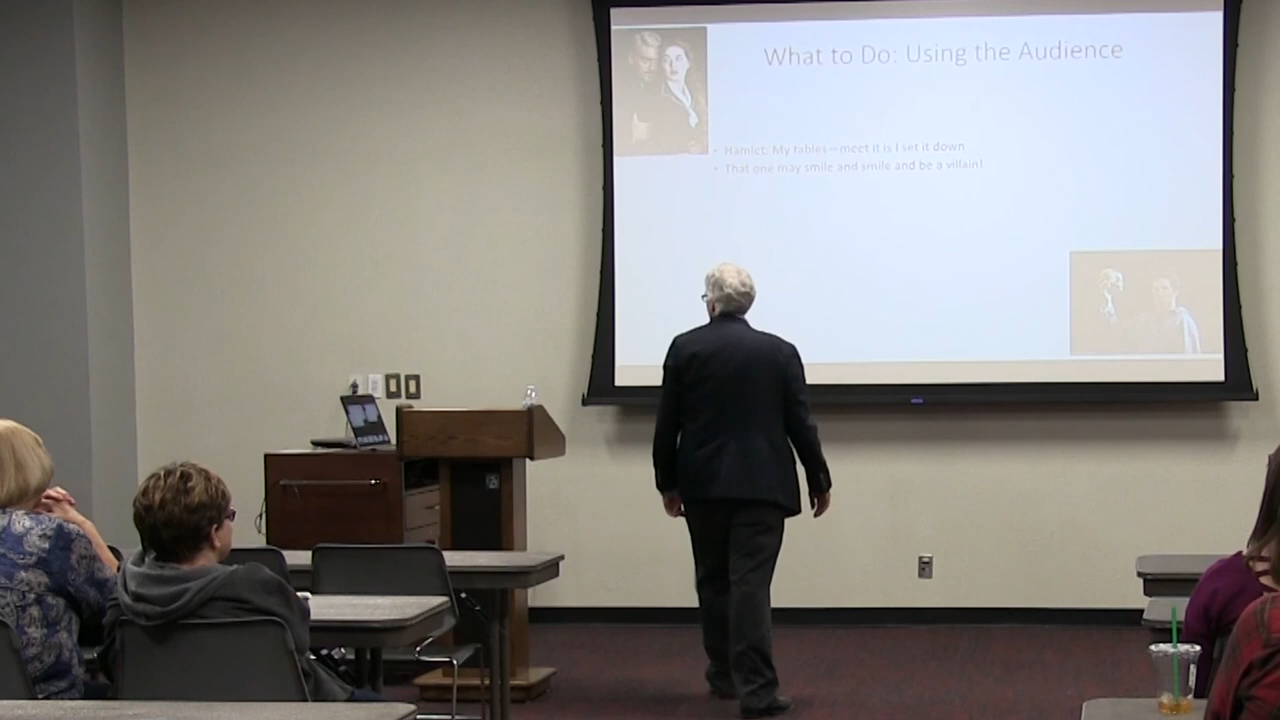 What to Do: Using the Audience
• Hamlet: My tables—meet it is I set it down
• That one may smile and smile and be a villain!